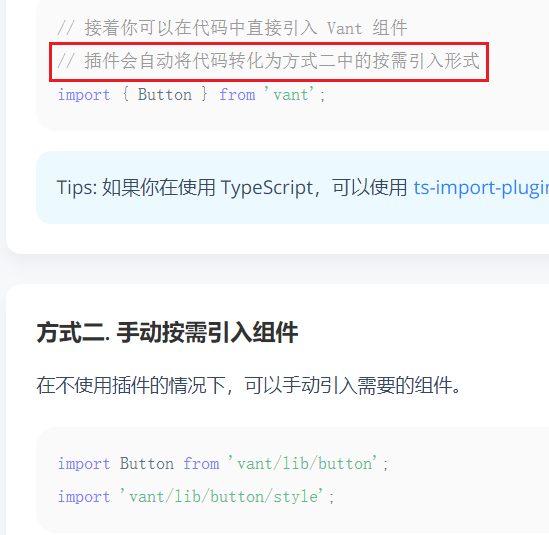 // 接着你可以在代码中直接引入 Vant 组件
// 插件会自动将代码转化为方式二中的按需引入形式
import { Button } from 'vant';
Tips: 如果你在使用 TypeScript，可以使用 ts-import-plugin
方式二. 手动按需引入组件
在不使用插件的情况下，可以手动引入需要的组件。
import Button from 'vant/lib/button';
import 'vant/lib/button/style';